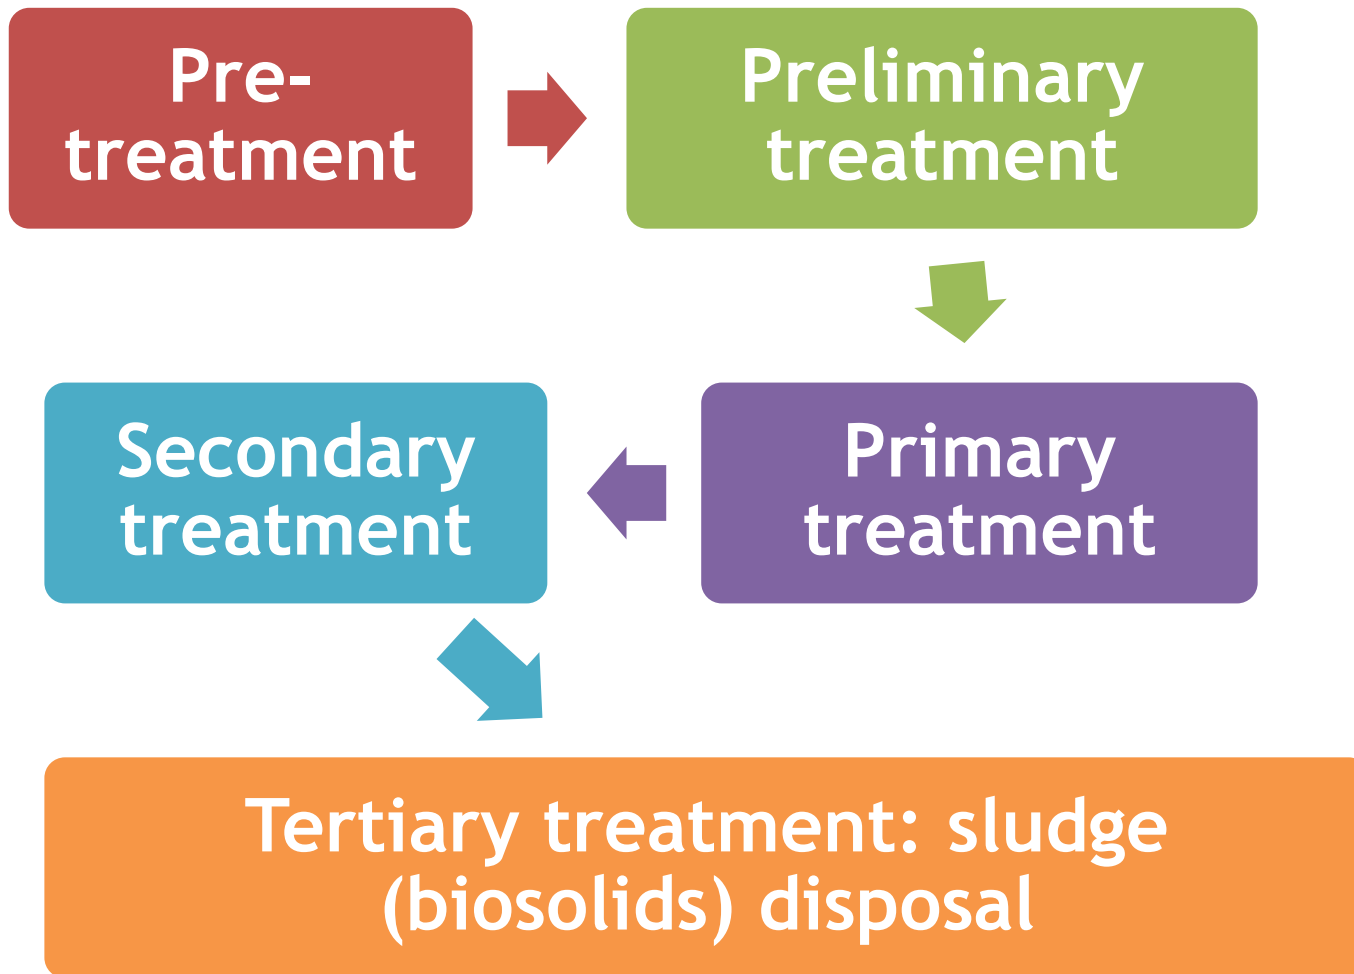 Pre-
treatment
Preliminary
treatment
Primary
treatment
Secondary
treatment
Tertiary treatment: sludge
(biosolids) disposal